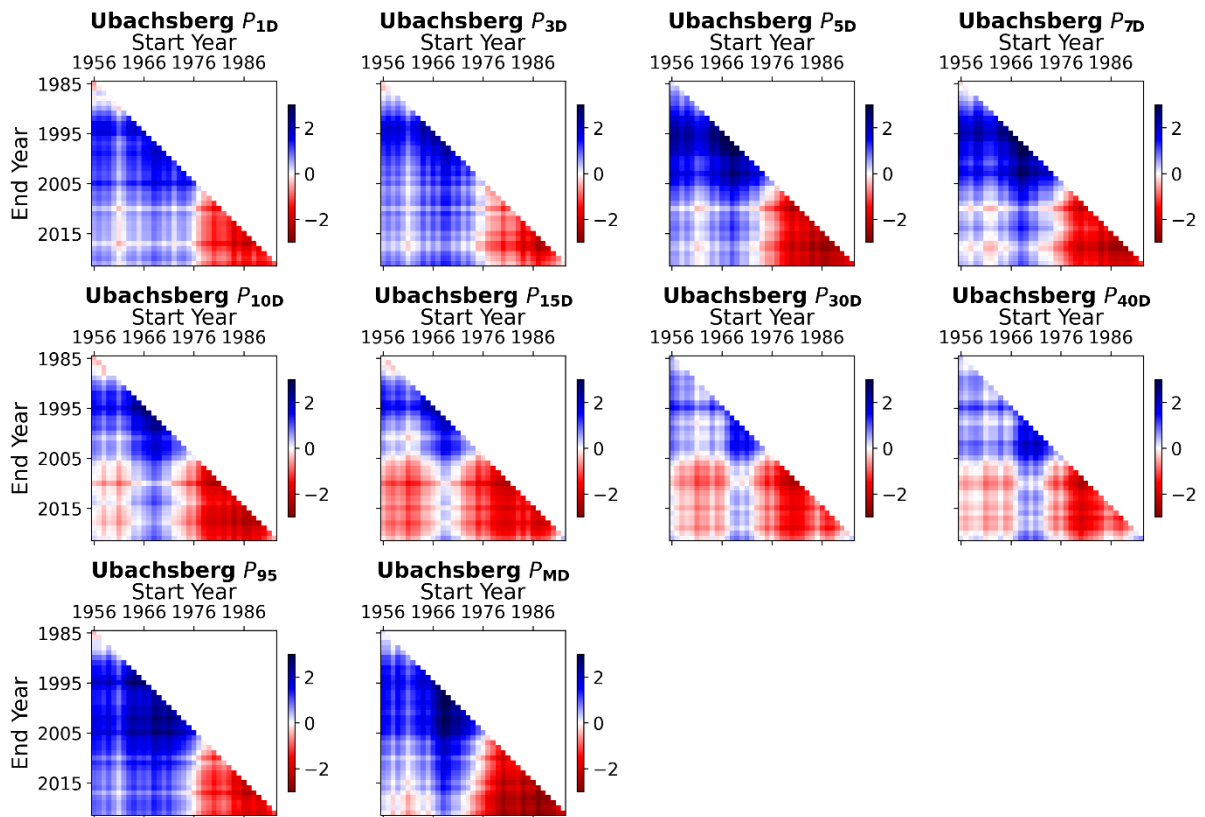 Ubachsberg P1D
Start Year
1956 1966 1976 1986
Ubachsberg P3D
Start Year
1956 1966 1976 1986
Ubachsberg P5D
Start Year
1956 1966 1976 1986
Ubachsberg P7D
Start Year
1956 1966 1976 1986
End Year
1985
1995
2005
2015
2
0
−2
2
0
−2
2
0
−2
2
0
−2
Ubachsberg P10D
Start Year
1956 1966 1976 1986
Ubachsberg P15D
Start Year
1956 1966 1976 1986
Ubachsberg P30D
Start Year
1956 1966 1976 1986
Ubachsberg P40D
Start Year
1956 1966 1976 1986
End Year
1985
1995
2005
2015
2
0
−2
2
0
−2
2
0
−2
2
0
−2
Ubachsberg P95
Start Year
1956 1966 1976 1986
Ubachsberg PMD
Start Year
1956 1966 1976 1986
End Year
1985
1995
2005
2015
2
0
−2
2
0
−2